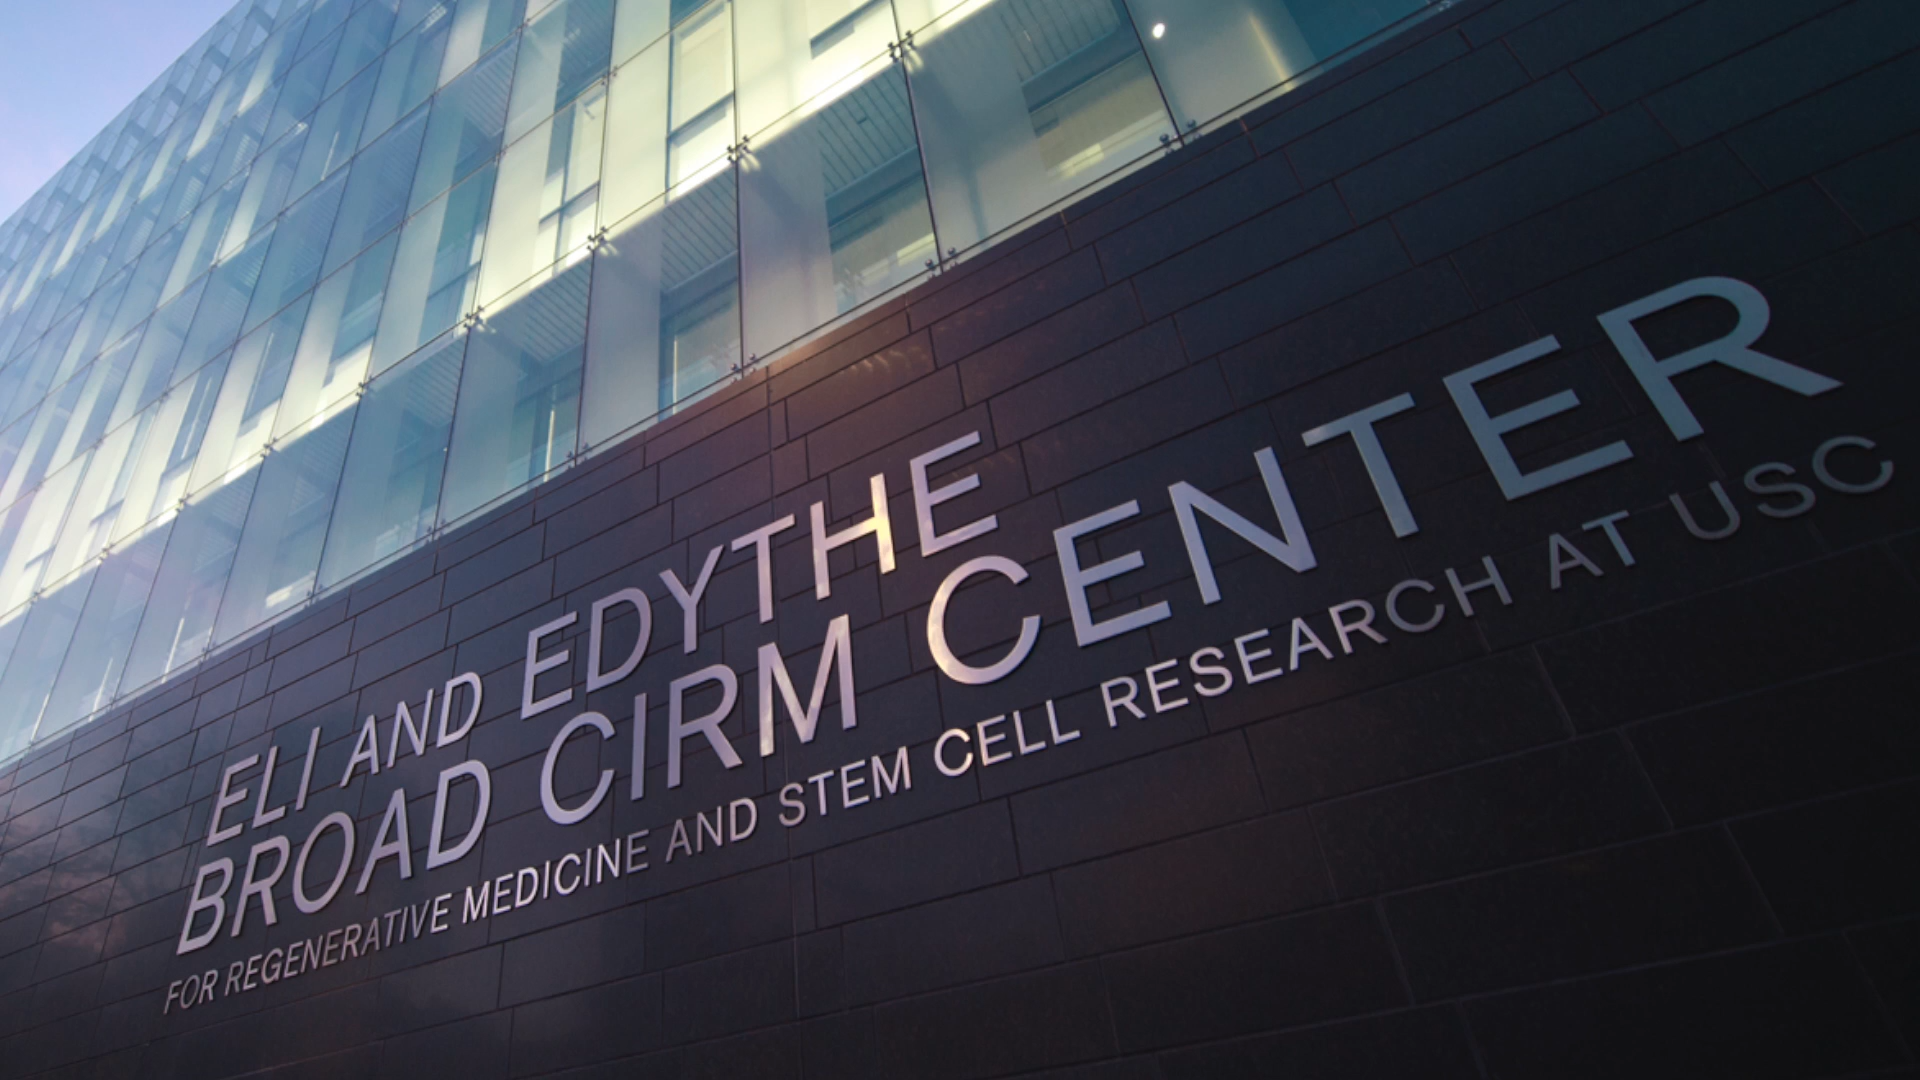 ELI AND EDYTHE
BROAD CIRM CENTER
FOR REGENERATIVE MEDICINE AND STEM CELL RESEARCH AT USC